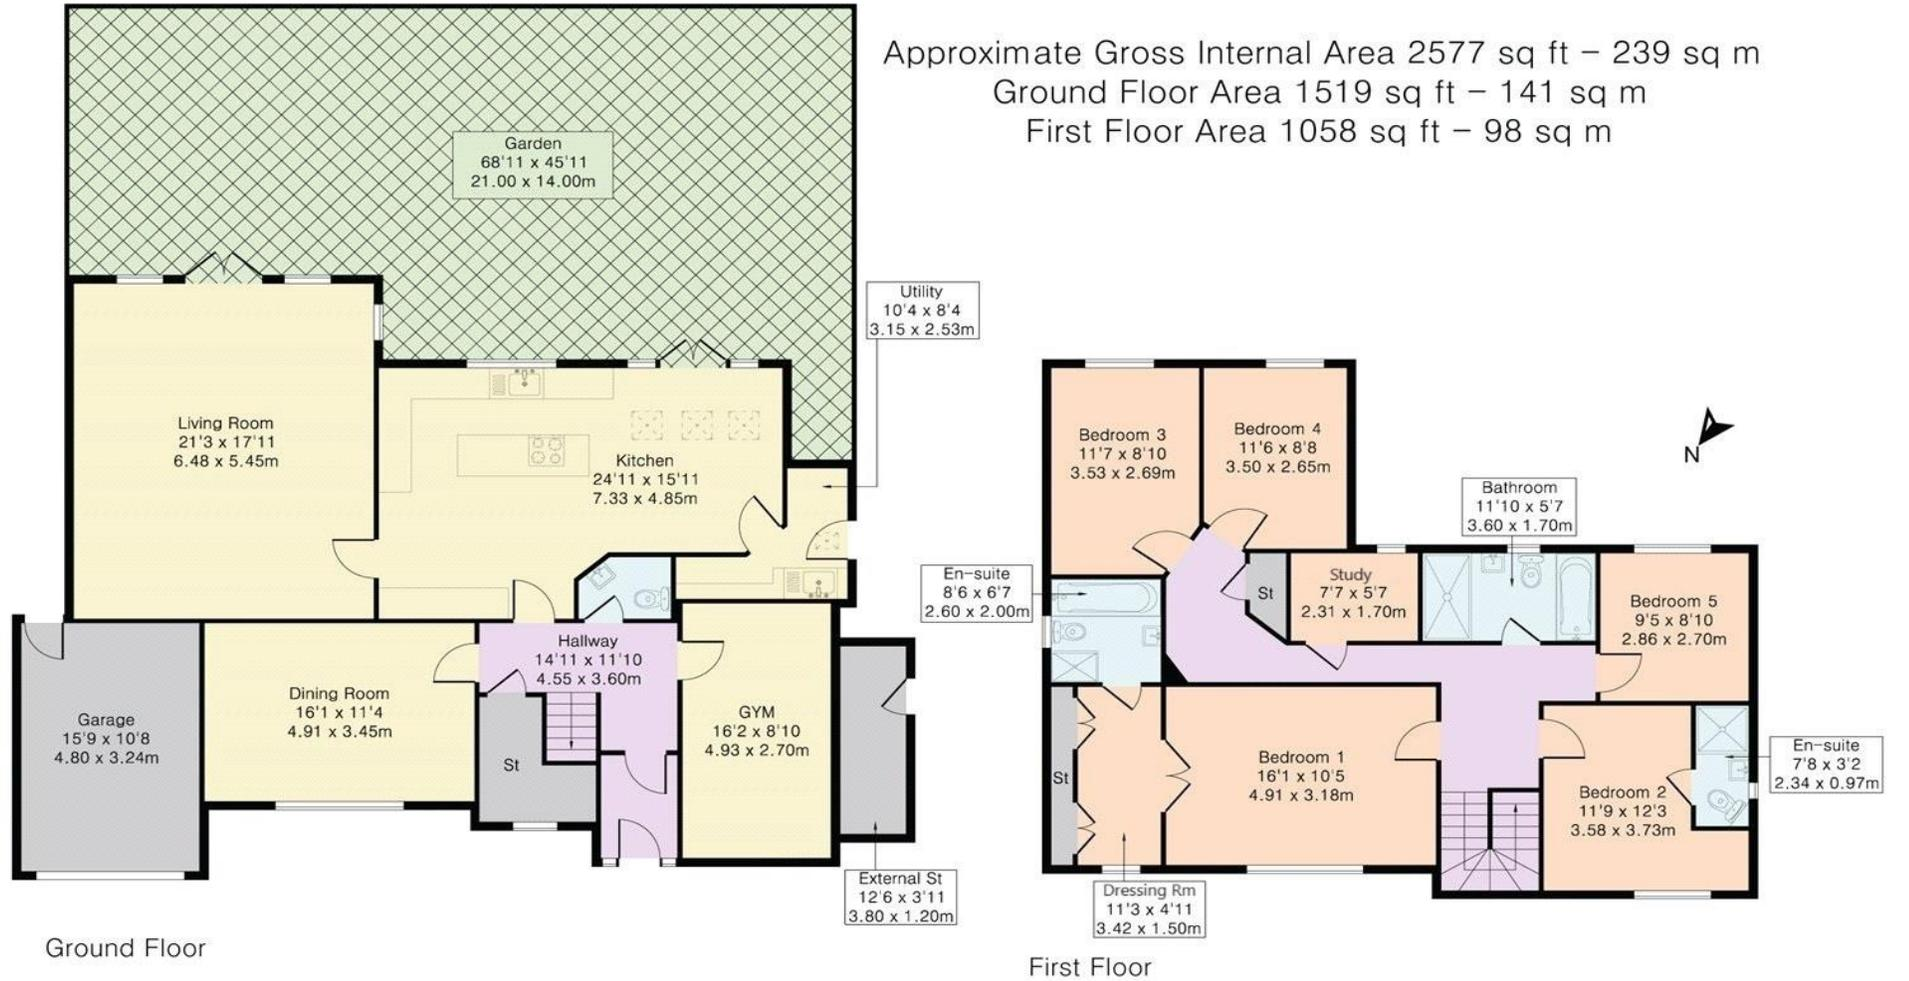 Approximate Gross Internal Area 2577 sq ft – 239 sq m
Ground Floor Area 1519 sq ft – 141 sq m
First Floor Area 1058 sq ft – 98 sq m
Garden
68'11 x 45'11
21.00 x 14.00m
Utility
10'4 x 8'4
3.15 x 2.53m
Living Room
21'3 x 17'11
6.48 x 5.45m
Kitchen
24'11 x 15'11
7.33 x 4.85m
Hallway
14'11 x 11'10
4.55 x 3.60m
Dining Room
16'1 x 11'4
4.91 x 3.45m
Garage
15'9 x 10'8
4.80 x 3.24m
St
GYM
16'2 x 8'10
4.93 x 2.70m
External St
12'6 x 3'11
3.80 x 1.20m
Ground Floor
Bedroom 3
11'7 x 8'10
3.53 x 2.69m
Bedroom 4
11'6 x 8'8
3.50 x 2.65m
N
Bathroom
11'10 x 5'7
3.60 x 1.70m
En-suite
8'6 x 6'7
2.60 x 2.00m
St
Study
7'7 x 5'7
2.31 x 1.70m
Bedroom 5
9'5 x 8'10
2.86 x 2.70m
St
Bedroom 1
16'1 x 10'5
4.91 x 3.18m
Bedroom 2
11'9 x 12'3
3.58 x 3.73m
En-suite
7'8 x 3'2
2.34 x 0.97m
Dressing Rm
11'3 x 4'11
3.42 x 1.50m
First Floor